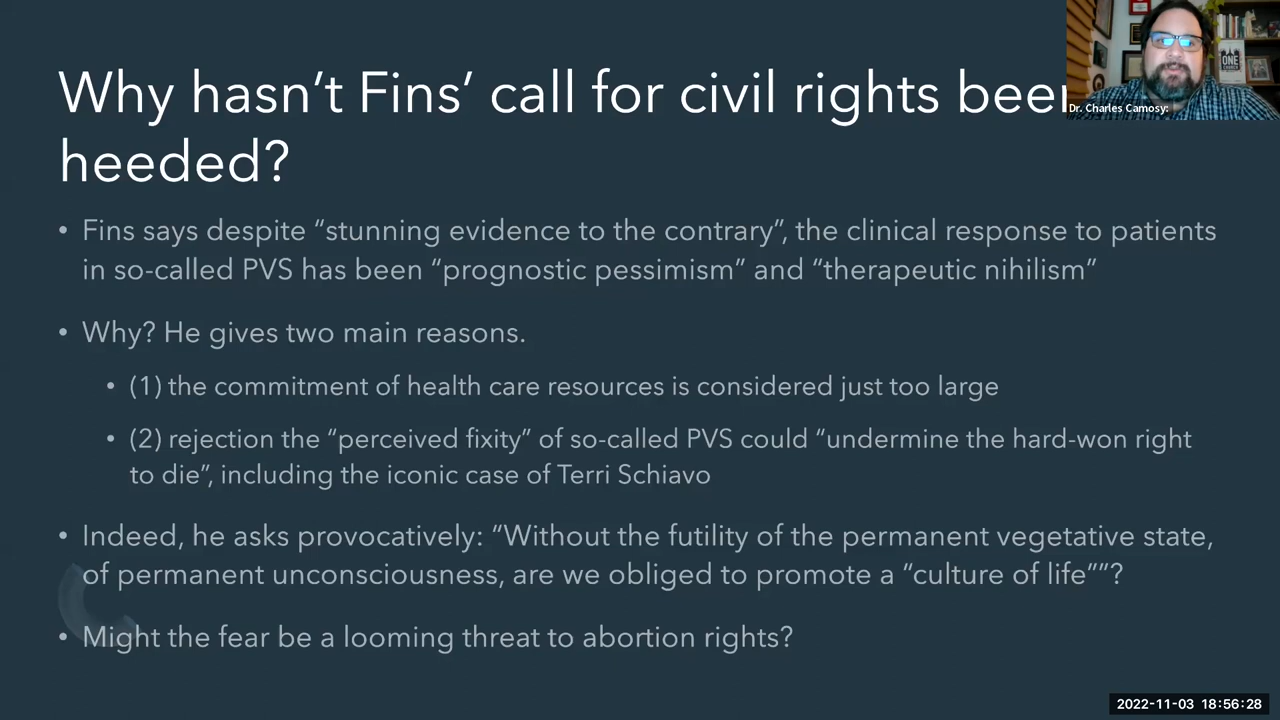 Why hasn’t Fins’ call for civil rights been
heeded?
• Fins says despite “stunning evidence to the contrary”, the clinical response to patients
in so-called PVS has been “prognostic pessimism” and “therapeutic nihilism”
• Why? He gives two main reasons.
• (1) the commitment of health care resources is considered just too large
• (2) rejection the “perceived fixity” of so-called PVS could “undermine the hard-won right
to die”, including the iconic case of Terri Schiavo
• Indeed, he asks provocatively: “Without the futility of the permanent vegetative state,
of permanent unconsciousness, are we obliged to promote a “culture of life””?
• Might the fear be a looming threat to abortion rights?
ONE
Dr. Charles Camosy:
2022-11-03 18:56:28